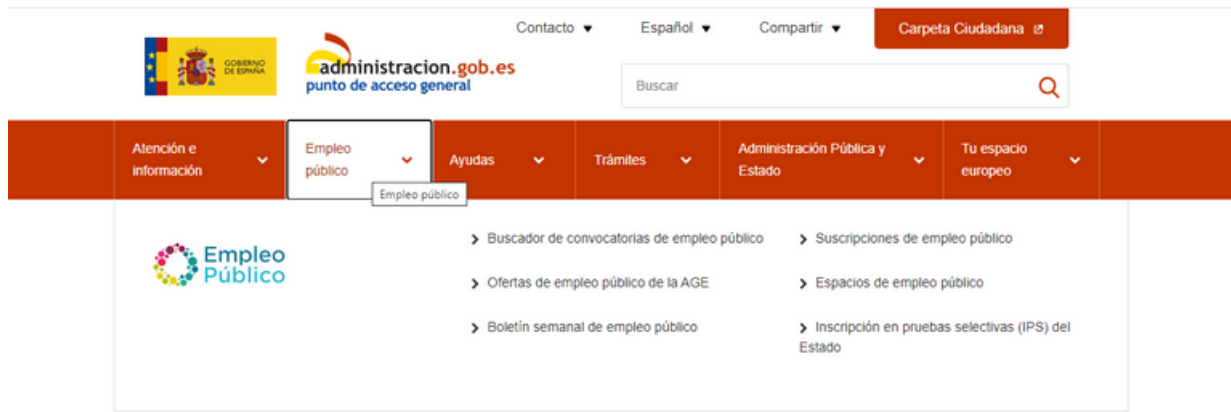 Contacto
Español
Compartir
Carpeta Ciudadana
GOBIERNO
DE ESPAÑA
administracion.gob.es
punto de acceso general
Buscar
Atención e
información
Empleo
público
Ayudas
Trámites
Administración Pública y
Estado
Tu espacio
europeo
Empleo público
Empleo
Público
Buscador de convocatorias de empleo público
Suscripciones de empleo público
Ofertas de empleo público de la AGE
Espacios de empleo público
Boletín semanal de empleo público
Inscripción en pruebas selectivas (IPS) del
Estado